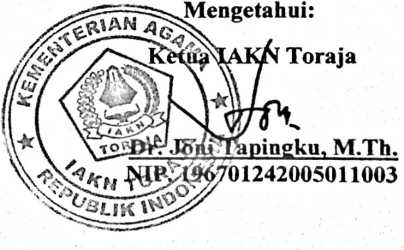 Mengetahui:
Ketua IAKN Toraja
Dr. Joni Tapingku, M.Th.
NIP. 196701242005011003
KEMENTERIAN AGAMA
REPUBLIK INDONESIA
IAKN TORAJA
IAKN
TORAJA